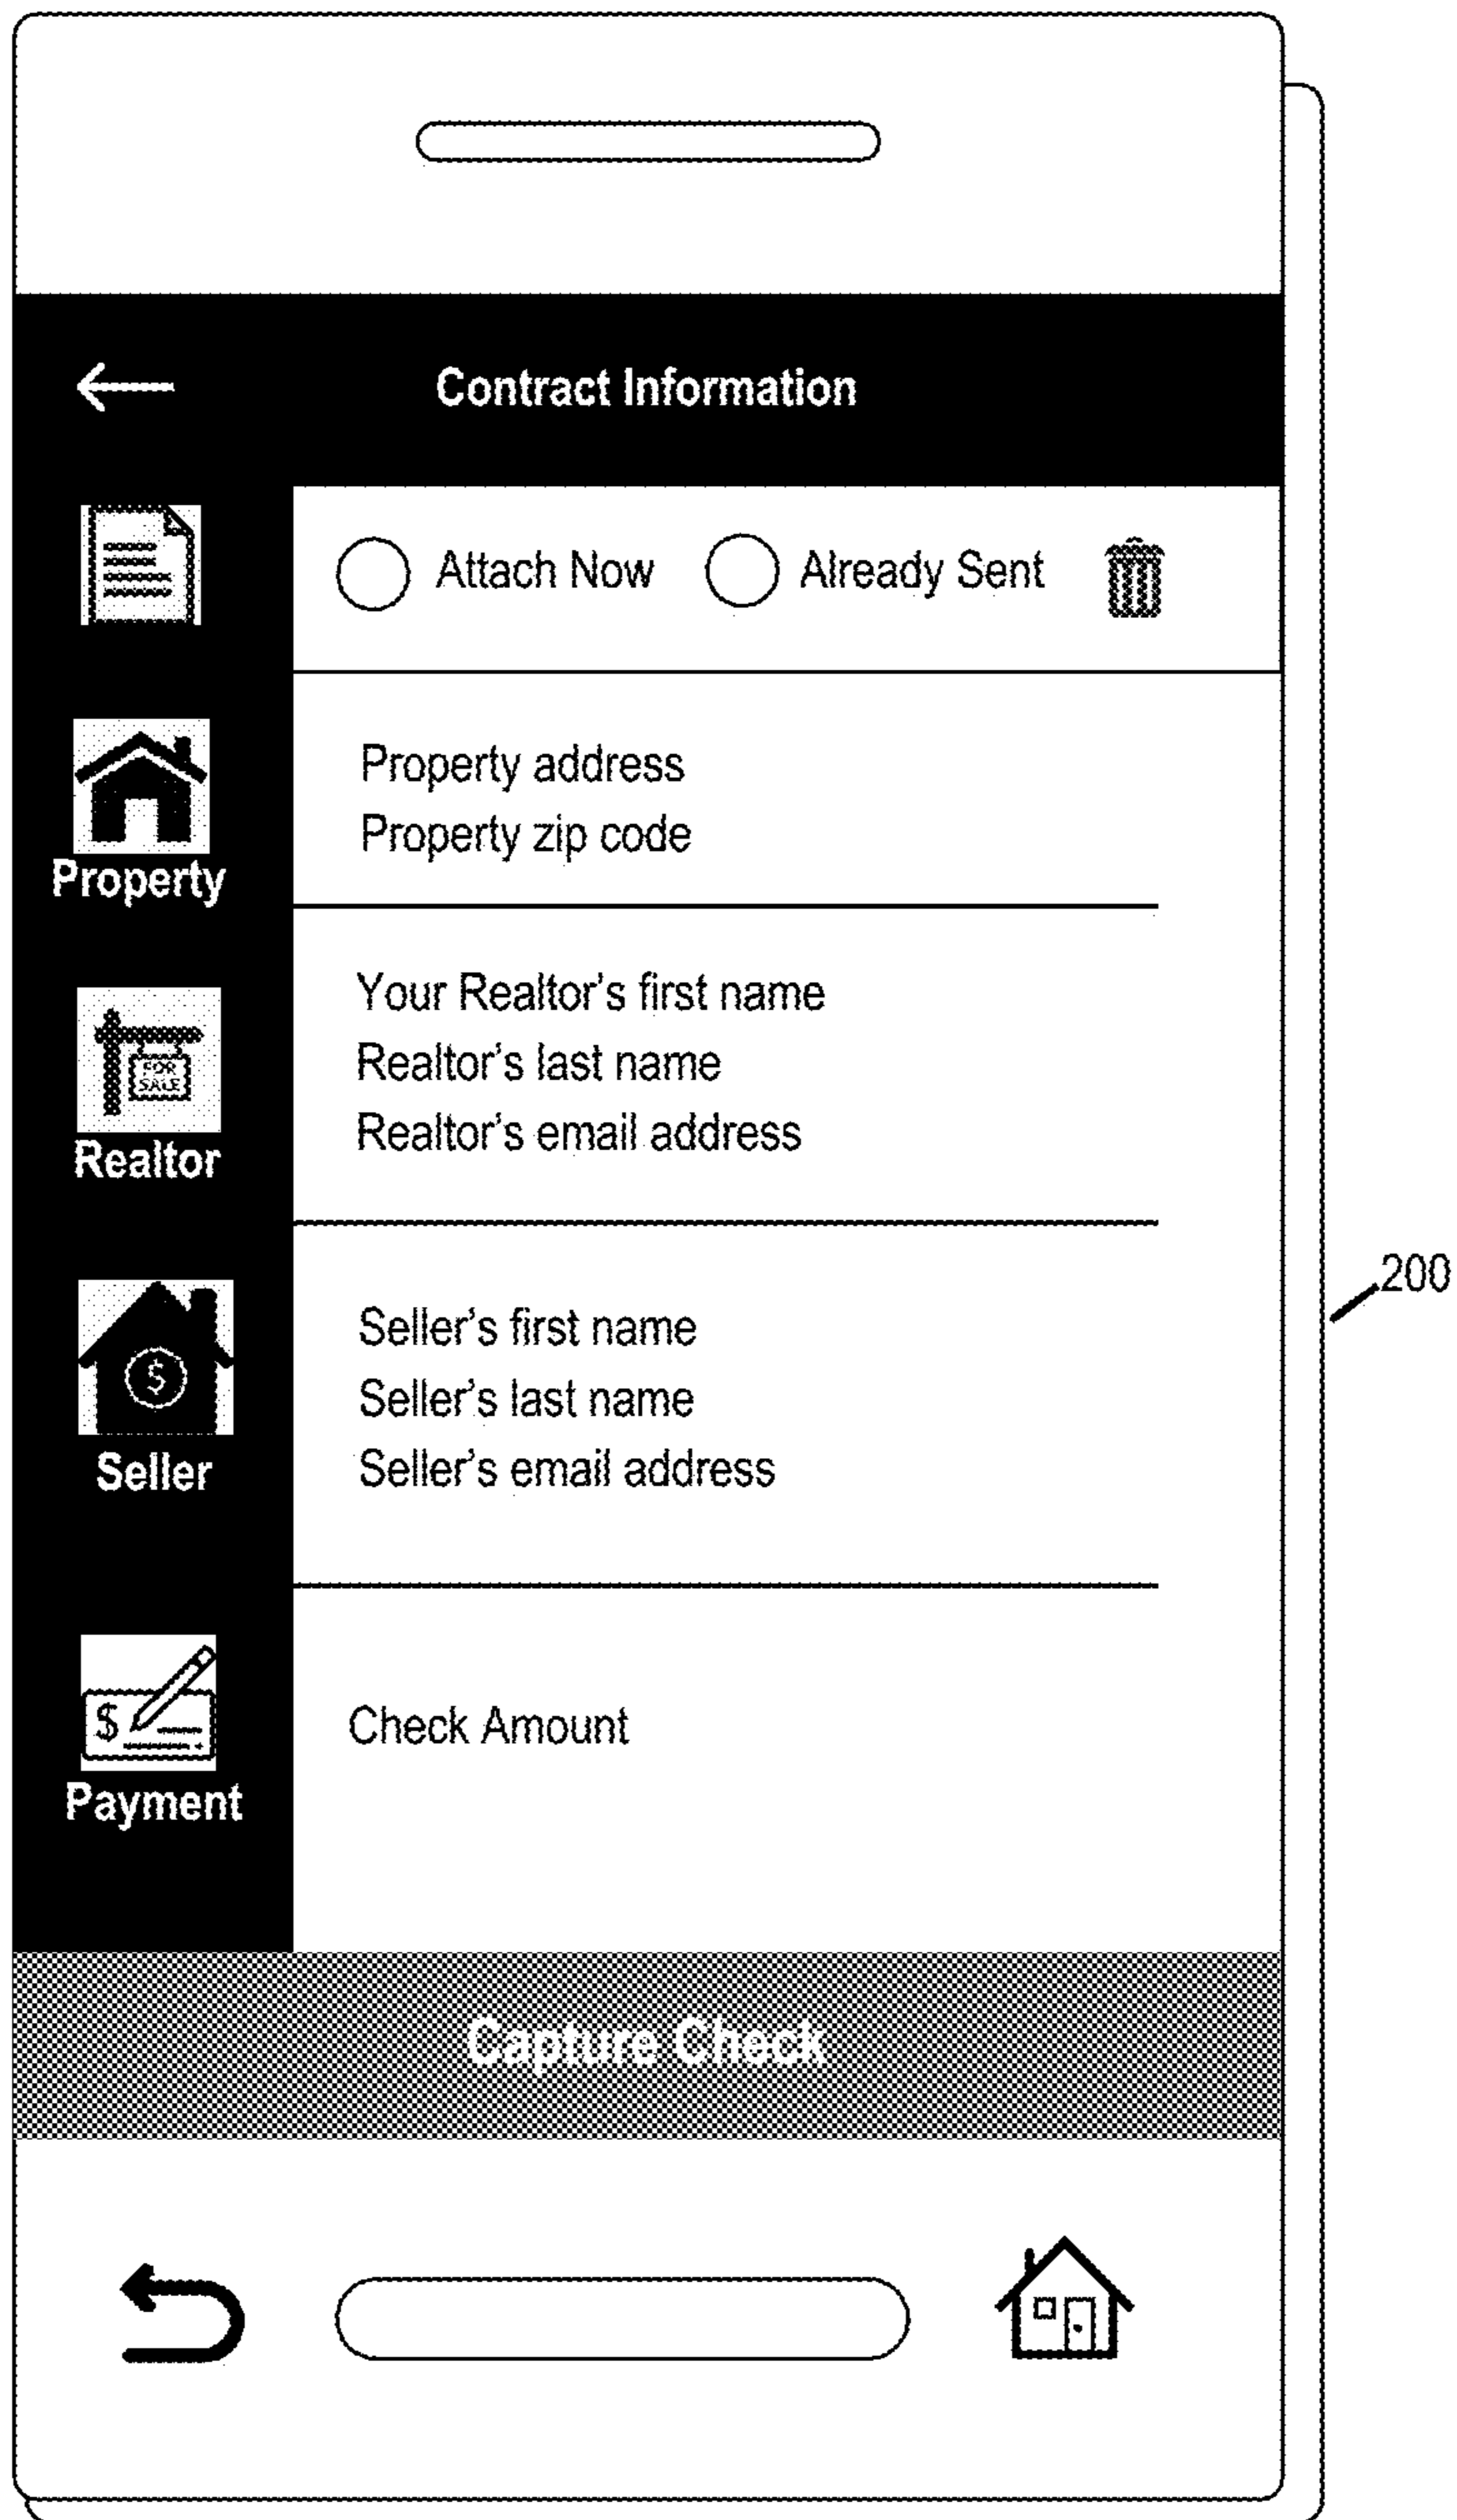 Contract Information
Attach Now
Already Sent
Property
Property address
Property zip code
FOR
SALE
Realtor
Your Realtor's first name
Realtor's last name
Realtor's email address
$
Seller
Seller's first name
Seller's last name
Seller's email address
200
$
Payment
Check Amount
Capture Check